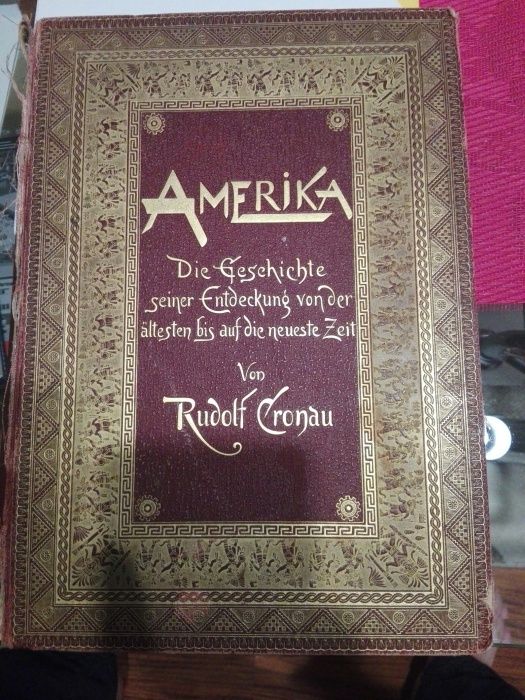 AMERIKA
Die Geschichte
seiner Entdeckung von der
ältesten bis auf die neueste Zeit
Von
Rudolf Cronau